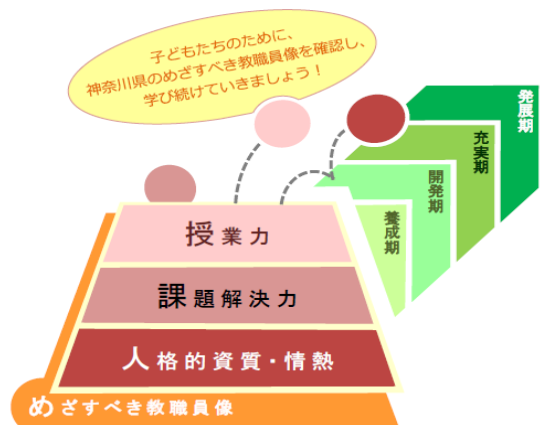 子どもたちのために、
神奈川県のめざすべき教職員像を確認し、
学び続けていきましょう！
発展期
充実期
開発期
養成期
授業力
課題解決力
人格的資質・情熱
めざすべき教職員像